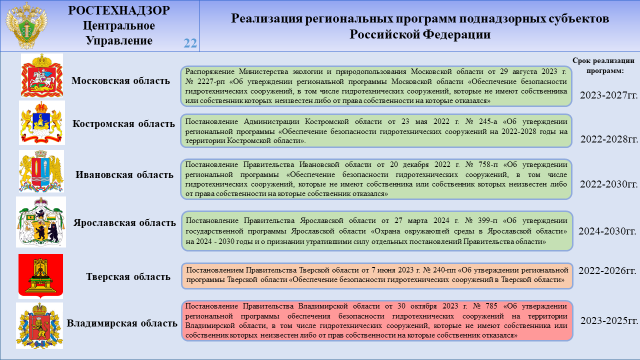 РОСТЕХНАДЗОР
Центральное
Управление
22
Реализация региональных программ поднадзорных субъектов
Российской Федерации
Срок реализации
программ:
Московская область
Распоряжение Министерства экологии и природопользования Московской области от 29 августа 2023 г.
№ 2227-рп «Об утверждении региональной программы Московской области «Обеспечение безопасности
гидротехнических сооружений, в том числе гидротехнических сооружений, которые не имеют собственника
или собственник которых неизвестен либо от права собственности на которые отказался»
2023-2027гг.
Костромская область
Постановление Администрации Костромской области от 23 мая 2022 г. № 245-а «Об утверждении
региональной программы «Обеспечение безопасности гидротехнических сооружений на 2022-2028 годы на
территории Костромской области».
2022-2028гг.
Ивановская область
Постановление Правительства Ивановской области от 20 декабря 2022 г. № 758-п «Об утверждении
региональной программы «Обеспечение безопасности гидротехнических сооружений, в том числе
гидротехнических сооружений, которые не имеют собственника или собственник которых неизвестен либо
от права собственности на которые собственник отказался»
2022-2030гг.
Ярославская область
Постановление Правительства Ярославской области от 27 марта 2024 г. № 399-п «Об утверждении
государственной программы Ярославской области «Охрана окружающей среды в Ярославской области»
на 2024 - 2030 годы и о признании утратившими силу отдельных постановлений Правительства области»
2024-2030гг.
Тверская область
Постановлением Правительства Тверской области от 7 июня 2023 г. № 240-пп «Об утверждении региональной
программы Тверской области «Обеспечение безопасности гидротехнических сооружений в Тверской области»
2022-2026гг.
Владимирская область
Постановление Правительства Владимирской области от 30 октября 2023 г. № 785 «Об утверждении
региональной программы обеспечения безопасности гидротехнических сооружений на территории
Владимирской области, в том числе гидротехнических сооружений, которые не имеют собственника или
собственник которых неизвестен либо от прав собственности на которые собственник отказался»
2023-2025гг.